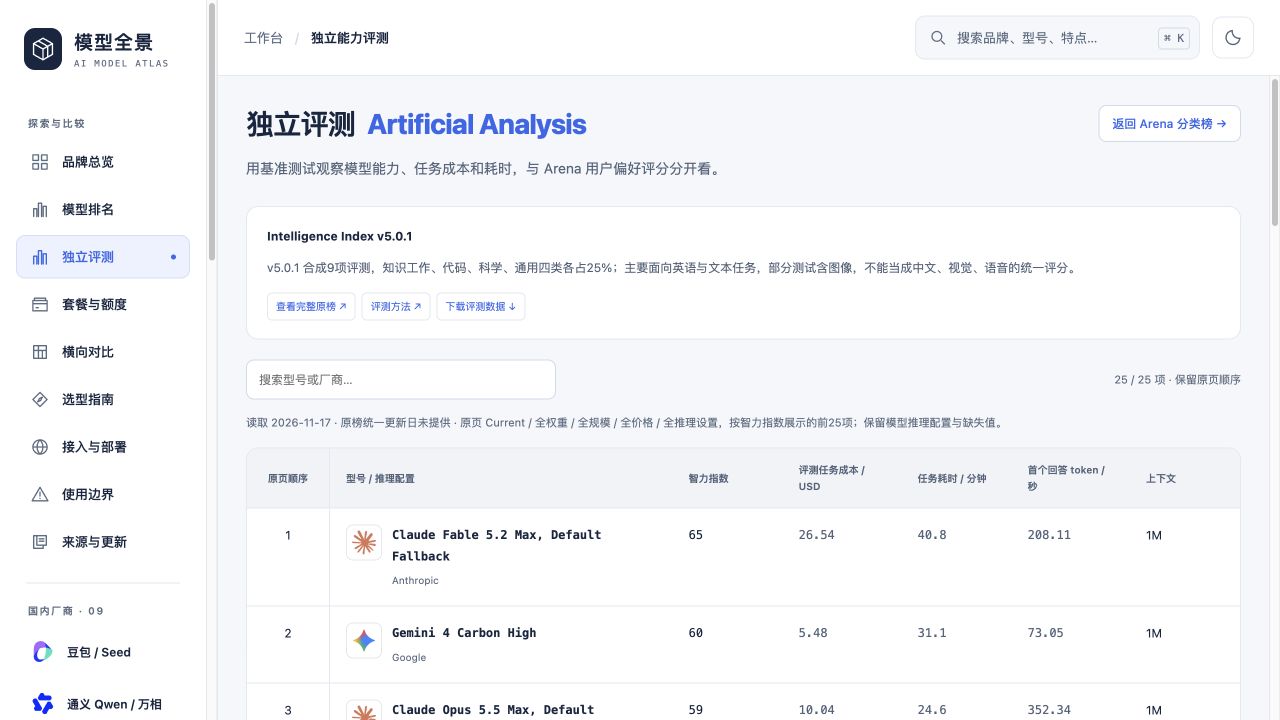 模型全景
AI MODEL ATLAS
探索与比较
品牌总览
模型排名
独立评测
套餐与额度
横向对比
选型指南
接入与部署
使用边界
来源与更新
国内厂商 · 09
豆包 / Seed
通义 Qwen / 万相
工作台 / 独立能力评测
搜索品牌、型号、特点... ⌘ K
独立评测 Artificial Analysis
返回 Arena 分类榜 →
用基准测试观察模型能力、任务成本和耗时，与 Arena 用户偏好评分分开看。
Intelligence Index v5.0.1
v5.0.1 合成9项评测，知识工作、代码、科学、通用四类各占25%；主要面向英语与文本任务，部分测试含图像，不能当成中文、视觉、语音的统一评分。
查看完整原榜 ↗ 评测方法 ↗ 下载评测数据 ↓
搜索型号或厂商...
25 / 25 项 · 保留原页顺序
读取 2026-11-17 · 原榜统一更新日未提供 · 原页 Current / 全权重 / 全规模 / 全价格 / 全推理设置，按智力指数展示的前25项；保留模型推理配置与缺失值。
原页顺序 型号 / 推理配置 智力指数 评测任务成本 / USD 任务耗时 / 分钟 首个回答 token / 秒 上下文
1 Claude Fable 5.2 Max, Default Fallback 65 26.54 40.8 208.11 1M
Anthropic
2 Gemini 4 Carbon High 60 5.48 31.1 73.05 1M
Google
3 Claude Opus 5.5 Max, Default 59 10.04 24.6 352.34 1M